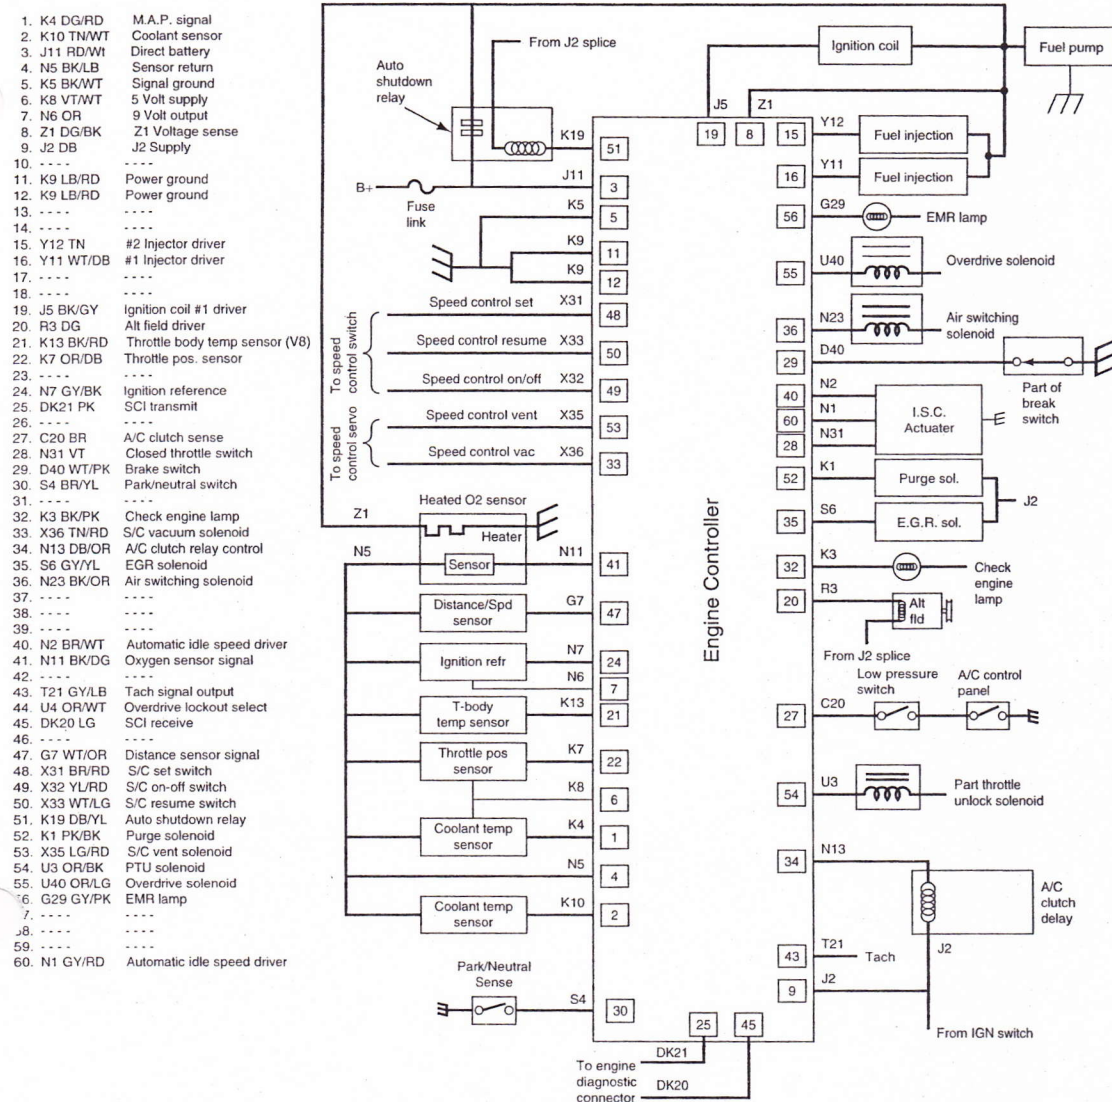 1. K4 DG/RD M.A.P. signal
2. K10 TN/WT Coolant sensor
3. J11 RD/Wt Direct battery
4. N5 BK/LB Sensor return
5. K5 BK/WT Signal ground
6. K8 VT/WT 5 Volt supply
7. N6 OR 9 Volt output
8. Z1 DG/BK Z1 Voltage sense
9. J2 DB J2 Supply
10. ---- ----
11. K9 LB/RD Power ground
12. K9 LB/RD Power ground
13. ---- ----
14. ---- ----
15. Y12 TN #2 Injector driver
16. Y11 WT/DB #1 Injector driver
17. ---- ----
18. ---- ----
19. J5 BK/GY Ignition coil #1 driver
20. R3 DG Alt field driver
21. K13 BK/RD Throttle body temp sensor (V8)
22. K7 OR/DB Throttle pos. sensor
23. ---- ----
24. N7 GY/BK Ignition reference
25. DK21 PK SCI transmit
26. ---- ----
27. C20 BR A/C clutch sense
28. N31 VT Closed throttle switch
29. D40 WT/PK Brake switch
30. S4 BR/YL Park/neutral switch
31. ---- ----
32. K3 BK/PK Check engine lamp
33. X36 TN/RD S/C vacuum solenoid
34. N13 DB/OR A/C clutch relay control
35. S6 GY/YL EGR solenoid
36. N23 BK/OR Air switching solenoid
37. ---- ----
38. ---- ----
39. ---- ----
40. N2 BR/WT Automatic idle speed driver
41. N11 BK/DG Oxygen sensor signal
42. ---- ----
43. T21 GY/LB Tach signal output
44. U4 OR/WT Overdrive lockout select
45. DK20 LG SCI receive
46. ---- ----
47. G7 WT/OR Distance sensor signal
48. X31 BR/RD S/C set switch
49. X32 YL/RD S/C on-off switch
50. X33 WT/LG S/C resume switch
51. K19 DB/YL Auto shutdown relay
52. K1 PK/BK Purge solenoid
53. X35 LG/RD S/C vent solenoid
54. U3 OR/BK PTU solenoid
55. U40 OR/LG Overdrive solenoid
6. G29 GY/PK EMR lamp
7. ---- ----
8. ---- ----
59. ---- ----
60. N1 GY/RD Automatic idle speed driver
From J2 splice
Auto
shutdown
relay
K19
51
B+
Fuse
link
J11
3
K5
5
K9
11
K9
12
To speed
control switch
Speed control set X31
48
Speed control resume X33
50
Speed control on/off X32
49
To speed
control servo
Speed control vent X35
53
Speed control vac X36
33
Heated O2 sensor
Z1
Heater
N5
Sensor
N11
41
Distance/Spd
sensor
G7
47
Ignition refr
N7
24
N6
7
T-body
temp sensor
K13
21
Throttle pos
sensor
K7
22
K8
6
Coolant temp
sensor
K4
1
N5
4
Coolant temp
sensor
K10
2
Park/Neutral
Sense
S4
30
Engine Controller
25
45
DK21
To engine
diagnostic
connector
DK20
Ignition coil
Fuel pump
J5
Z1
19
8
15
Y12
Fuel injection
16
Y11
Fuel injection
56
G29
EMR lamp
55
U40
Overdrive solenoid
36
N23
Air switching
solenoid
29
D40
Part of
break
switch
40
N2
60
N1
28
N31
I.S.C.
Actuater
52
K1
Purge sol.
J2
35
S6
E.G.R. sol.
32
K3
Check
engine
lamp
20
R3
Alt
fld
From J2 splice
Low pressure
switch
A/C control
panel
27
C20
54
U3
Part throttle
unlock solenoid
34
N13
A/C
clutch
delay
J2
43
T21
Tach
9
J2
From IGN switch